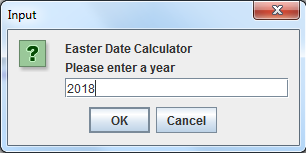 Input
Easter Date Calculator
Please enter a year
2018
OK Cancel